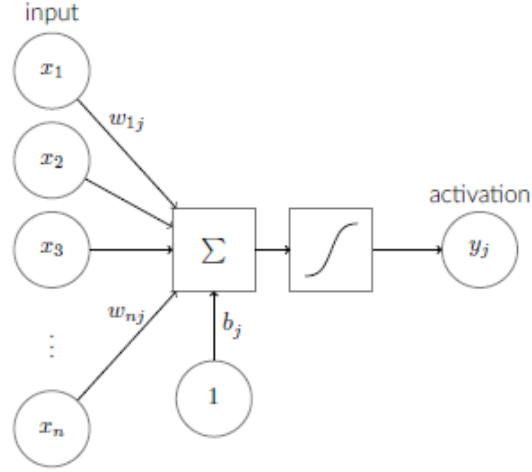 input
x₁
w₁ⱼ
x₂
activation
x₃
∑
yⱼ
wₙⱼ
bⱼ
⋮
1
xₙ